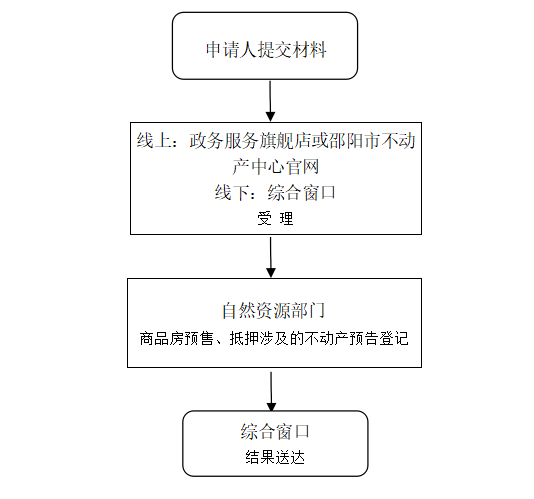 申请人提交材料
线上：政务服务旗舰店或邵阳市不动
产中心官网
线下：综合窗口
受 理
自然资源部门
商品房预售、抵押涉及的不动产预告登记
综合窗口
结果送达